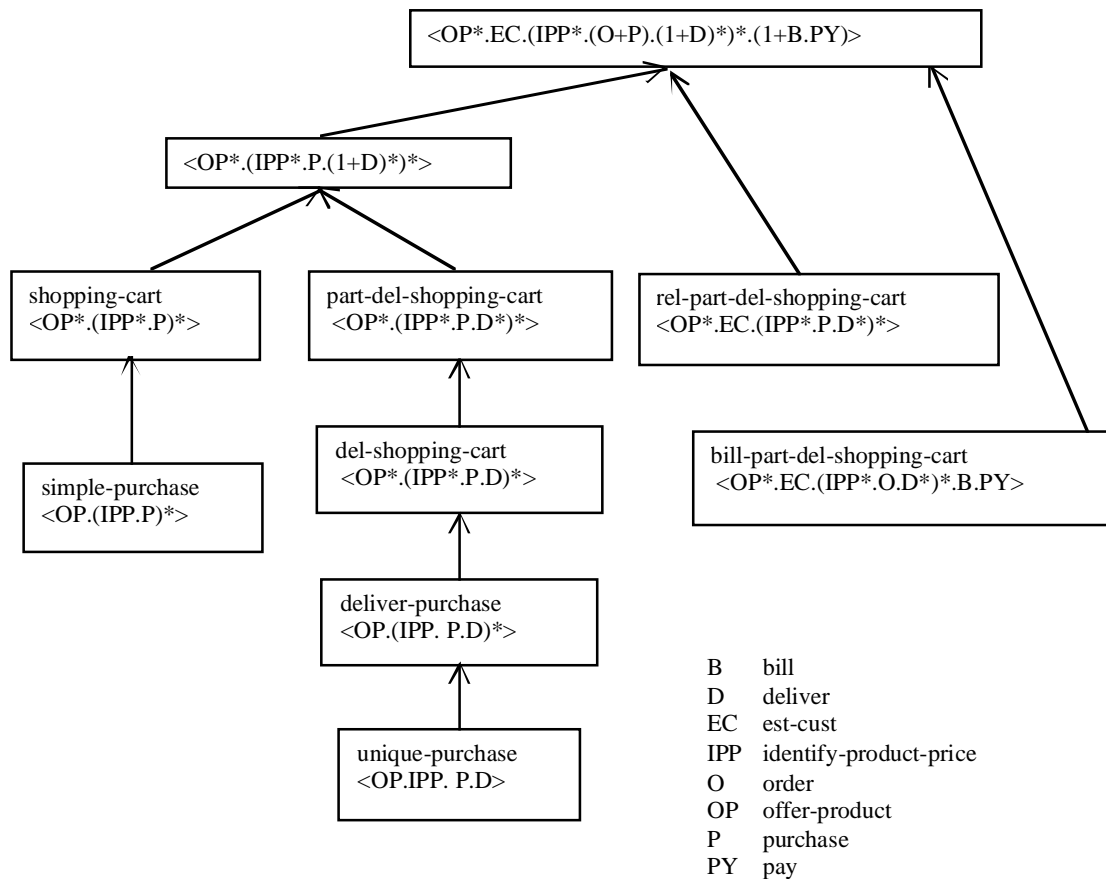 <OP*.EC.(IPP*.(O+P).(1+D)*)*.(1+B.PY)>
<OP*.(IPP*.P.(1+D)*)*>
shopping-cart
<OP*.(IPP*.P)*>
part-del-shopping-cart
<OP*.(IPP*.P.D*)*>
rel-part-del-shopping-cart
<OP*.EC.(IPP*.P.D*)*>
simple-purchase
<OP.(IPP.P)*>
del-shopping-cart
<OP*.(IPP*.P.D)*>
bill-part-del-shopping-cart
<OP*.EC.(IPP*.O.D*)*.B.PY>
deliver-purchase
<OP.(IPP. P.D)*>
unique-purchase
<OP.IPP. P.D>
B bill
D deliver
EC est-cust
IPP identify-product-price
O order
OP offer-product
P purchase
PY pay